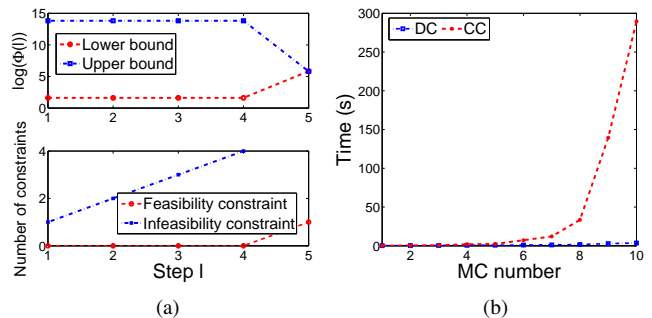 log(Φ(l))
15
10
5
0
Lower bound
Upper bound
1 2 3 4 5
Number of constraints
4
2
0
Feasibility constraint
Infeasibility constraint
1 2 3 4 5
Step l
(a)
Time (s)
300
250
200
150
100
50
0
DC CC
2 4 6 8 10
MC number
(b)